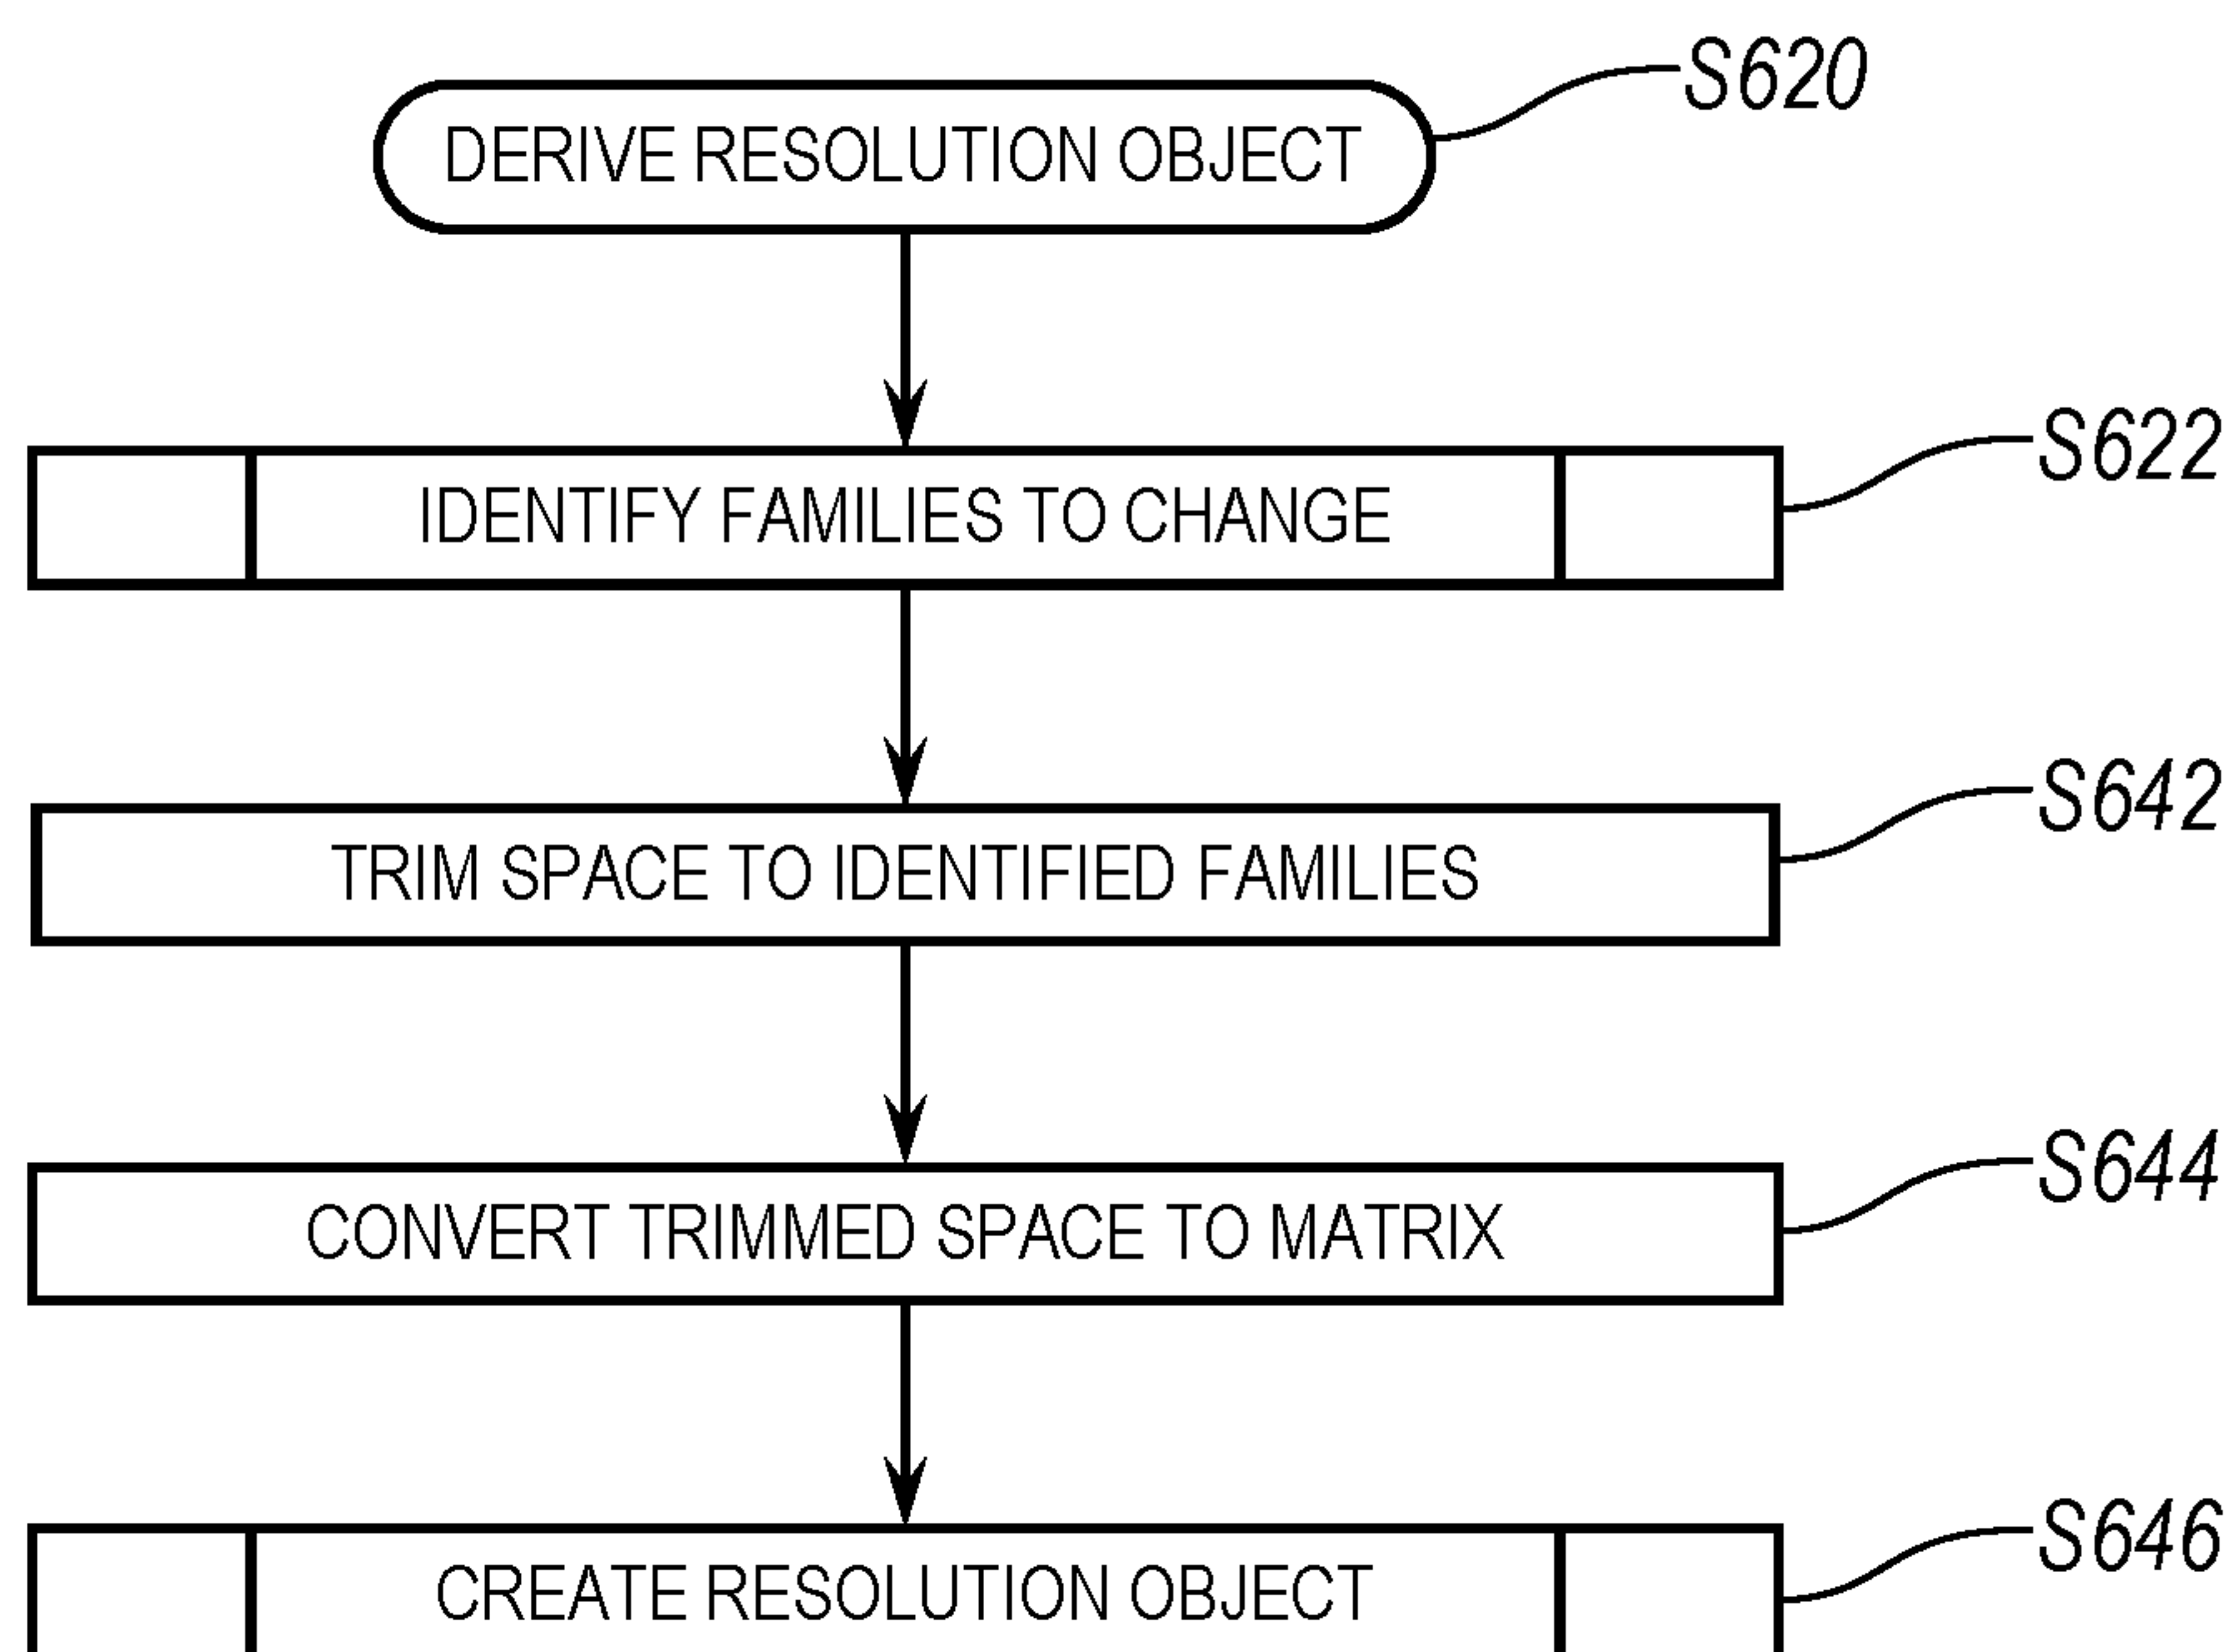 S620
DERIVE RESOLUTION OBJECT
S622
IDENTIFY FAMILIES TO CHANGE
S642
TRIM SPACE TO IDENTIFIED FAMILIES
S644
CONVERT TRIMMED SPACE TO MATRIX
S646
CREATE RESOLUTION OBJECT